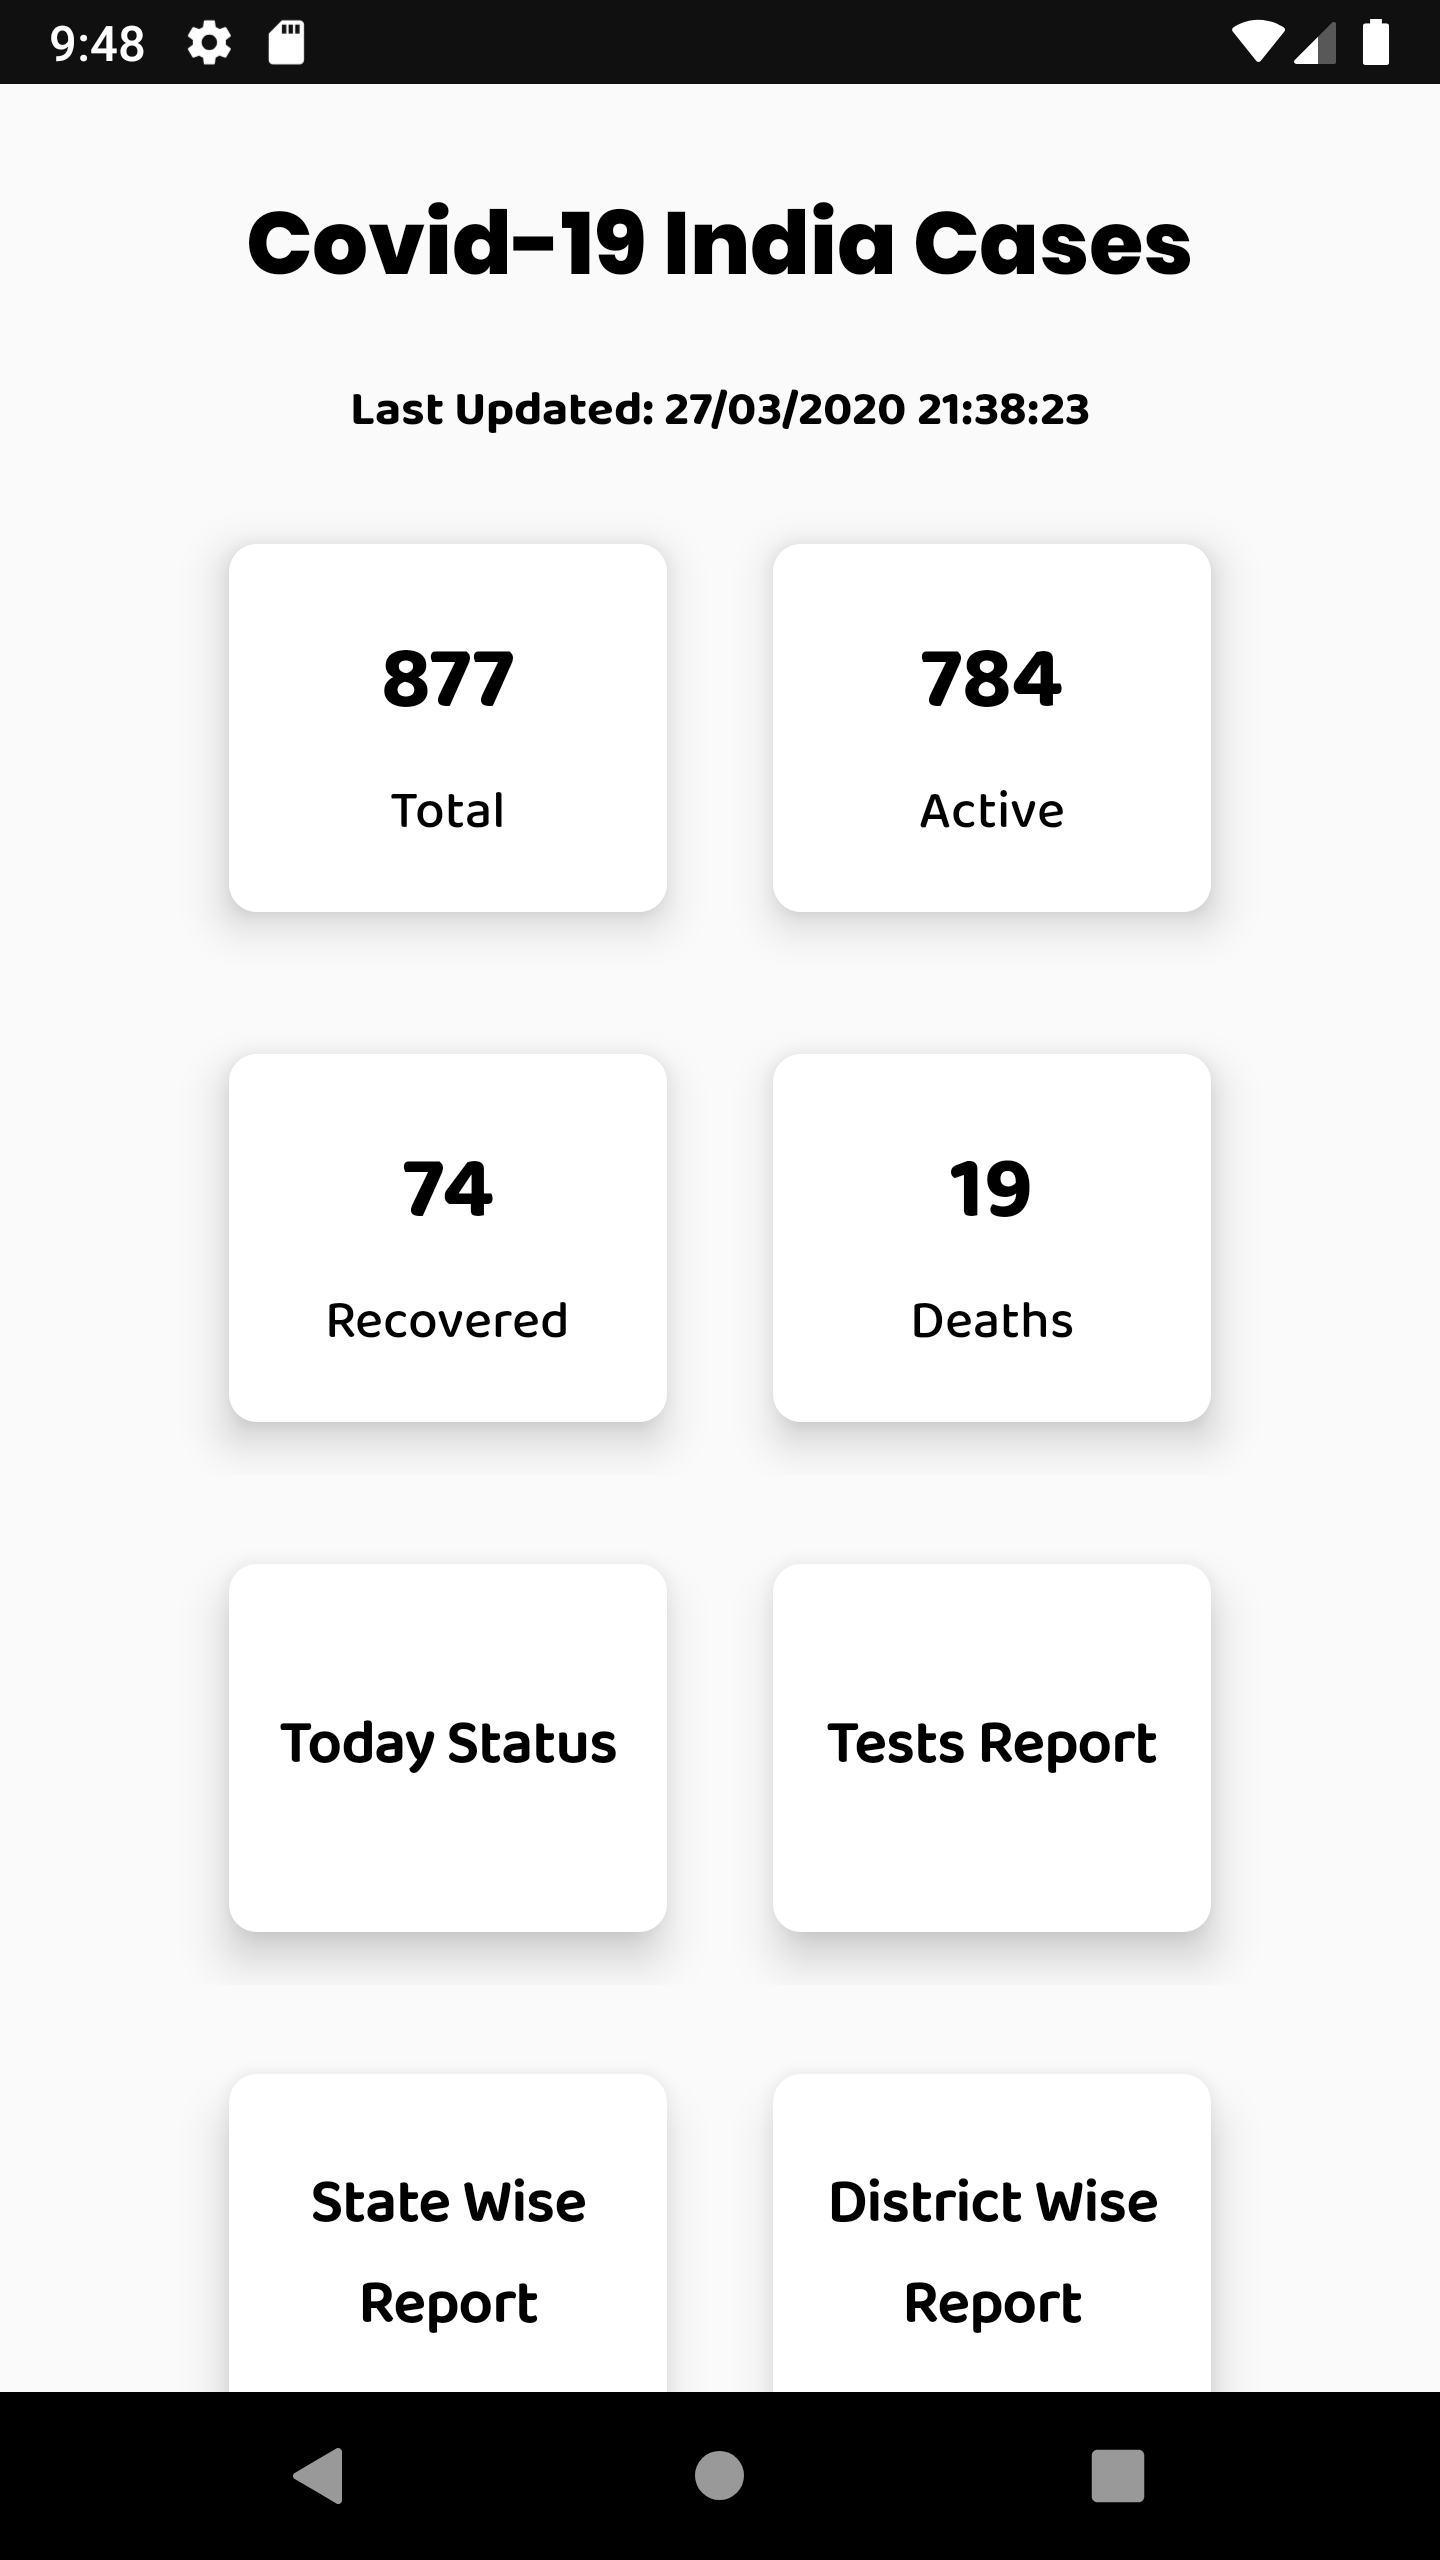 9:48
Covid-19 India Cases
Last Updated: 27/03/2020 21:38:23
877
Total
784
Active
74
Recovered
19
Deaths
Today Status
Tests Report
State Wise
Report
District Wise
Report